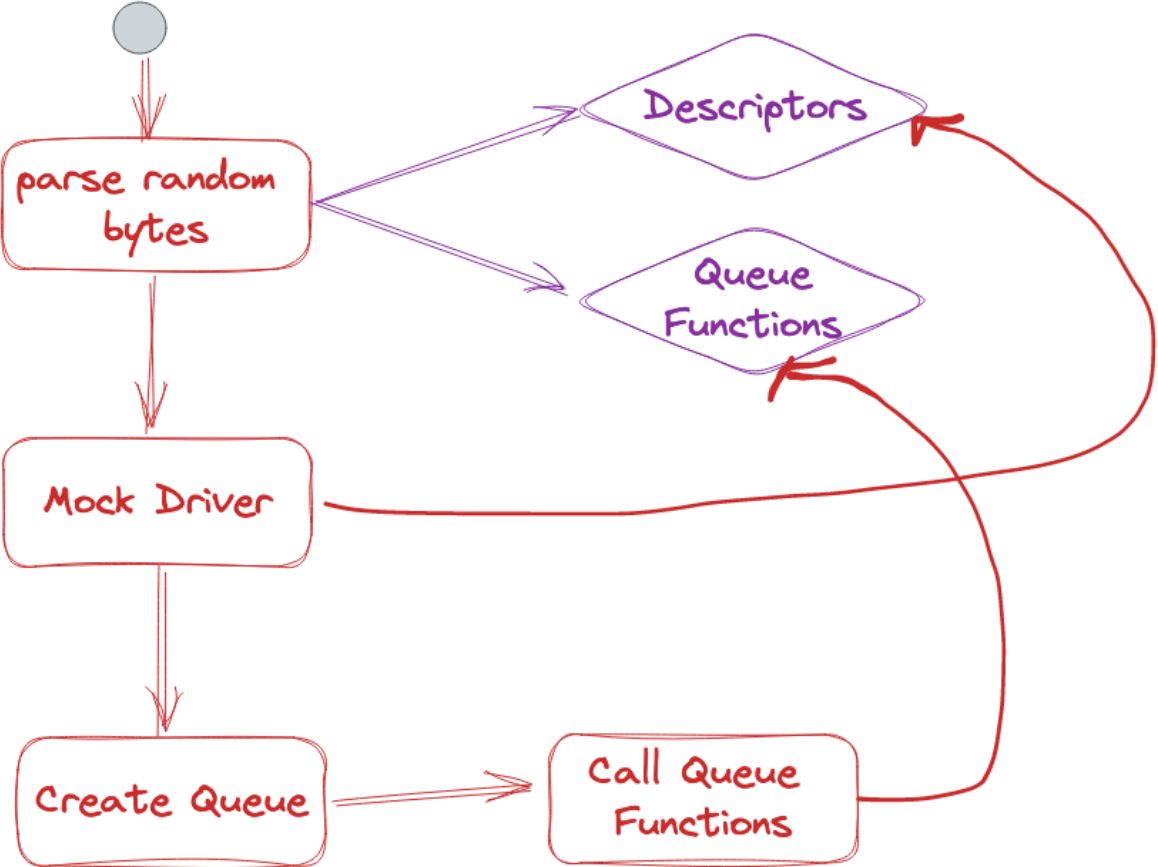 Descriptors
parse random
bytes
Queue
Functions
Mock Driver
Create Queue
Call Queue
Functions